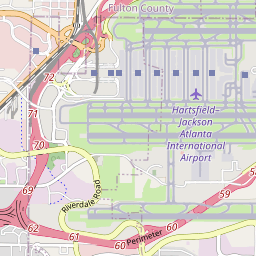 Fulton County
72
Hartsfield–
Jackson
Atlanta
International
Airport
71
70
69
59
Riverdale Road
62
61
60
60
Perimeter